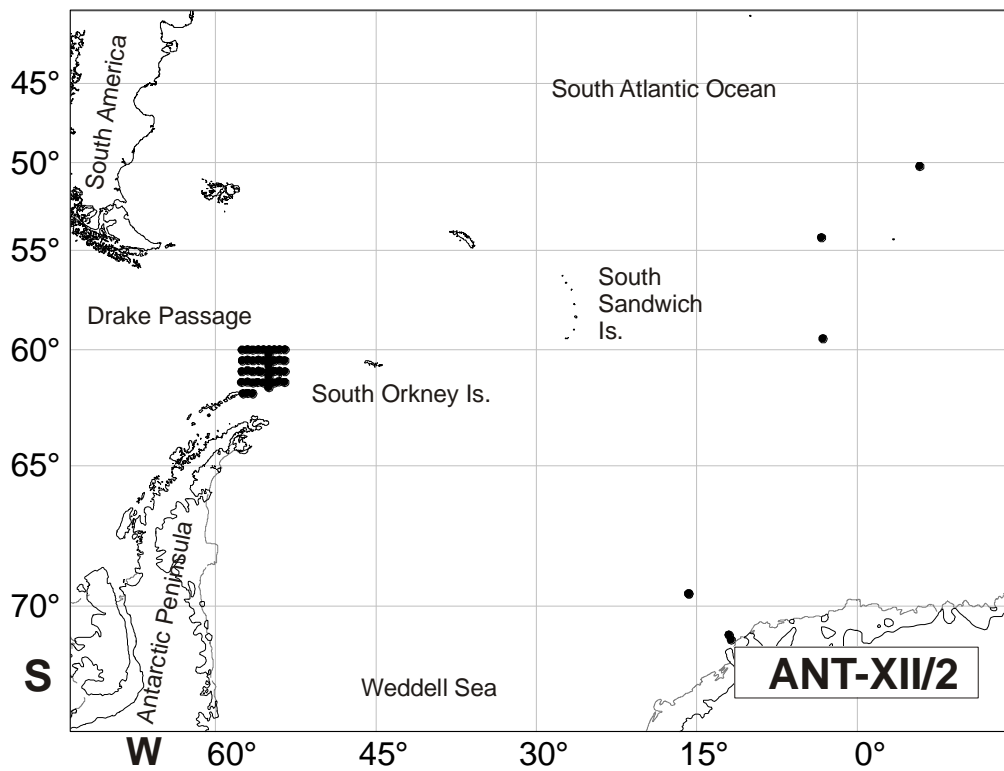 45°
50°
55°
60°
65°
70°
S
South America
South Atlantic Ocean
Drake Passage
South
Sandwich
Is.
South Orkney Is.
Antarctic Peninsula
Weddell Sea
ANT-XII/2
W
60°
45°
30°
15°
0°